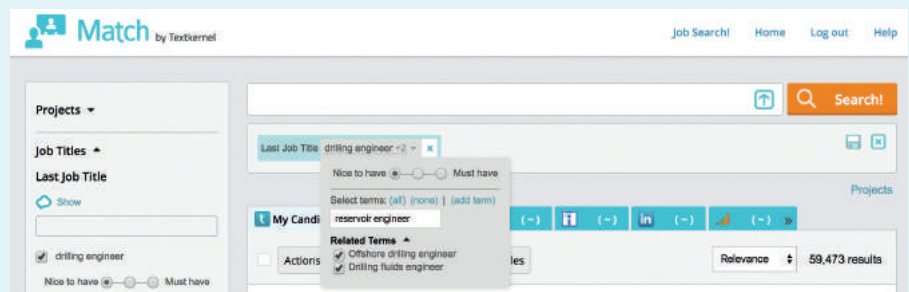 Match by Textkernel
Job Search! Home Log out Help
Projects
Search!
Job Titles
Last Job Title drilling engineer +2 x
Last Job Title
Nice to have Must have
Show
Projects
Select terms: (all) (none) | (add term)
t My Candi (~) (~) in (~) (~) »
reservoir engineer
Related Terms
drilling engineer
Offshore drilling engineer
Actions les Relevance 59,473 results
Drilling fluids engineer
Nice to have Must have